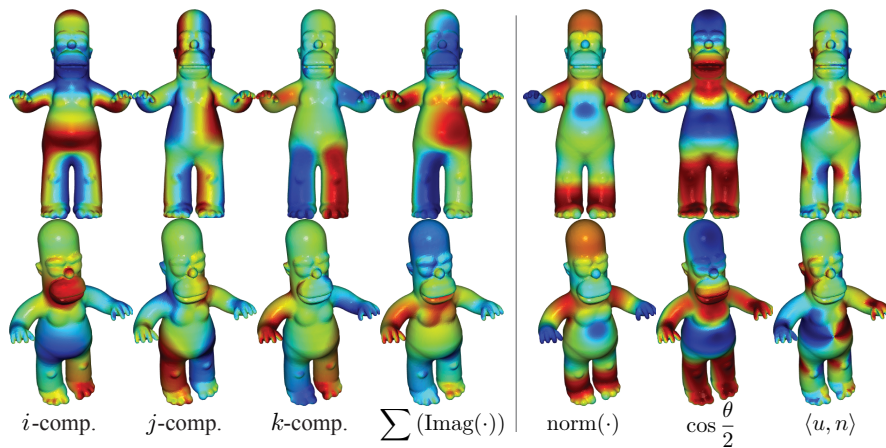 i-comp. j-comp. k-comp. ∑ (Imag(·)) norm(·) cos θ/2 ⟨u, n⟩